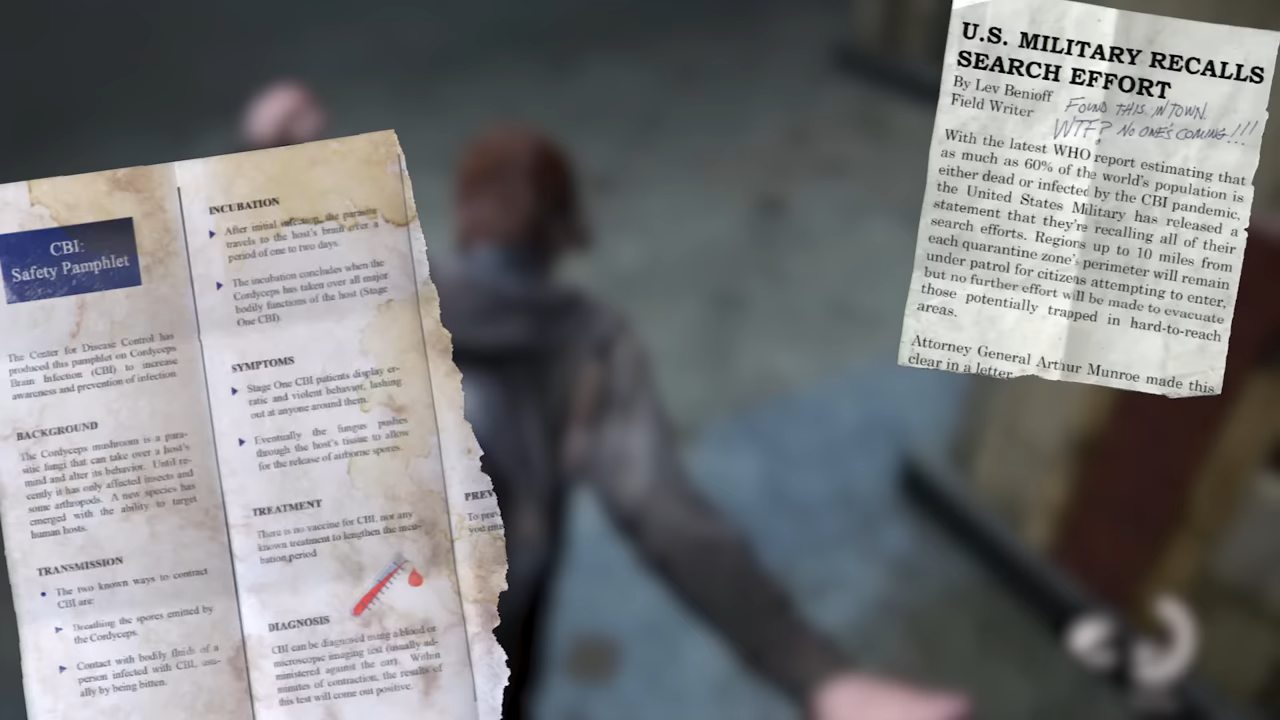 CBI:
Safety Pamphlet
The Center for Disease Control has
produced this pamphlet on Cordyceps
Brain Infection (CBI) to increase
awareness and prevention of infection.
BACKGROUND
The Cordyceps mushroom is a para-
sitic fungi that can take over a host's
mind and alter its behavior. Until re-
cently it has only affected insects and
some arthropods. A new species has
emerged with the ability to target
human hosts.
TRANSMISSION
The two known ways to contract
CBI are:
Breathing the spores emitted by
the Cordyceps.
Contact with bodily fluids of a
person infected with CBI, usu-
ally by being bitten.
INCUBATION
After initial infection, the parasite
travels to the host's brain over a
period of one to two days.
The incubation concludes when the
Cordyceps has taken over all major
bodily functions of the host (Stage
One CBI).
SYMPTOMS
Stage One CBI patients display er-
ratic and violent behavior, lashing
out at anyone around them.
Eventually the fungus pushes
through the host's tissue to allow
for the release of airborne spores.
TREATMENT
There is no vaccine for CBI, nor any
known treatment to lengthen the incu-
bation period
DIAGNOSIS
CBI can be diagnosed using a blood or
microscopic imaging test (usually ad-
ministered against the ear). Within
minutes of contraction, the results of
this test will come out positive.
PREV
To prev
you mus
U.S. MILITARY RECALLS
SEARCH EFFORT
By Lev Benioff
Field Writer
FOUND THIS IN TOWN.
WTF? NO ONE'S COMING!!!
With the latest WHO report estimating that
as much as 60% of the world's population is
either dead or infected by the CBI pandemic,
the United States Military has released a
statement that they're recalling all of their
search efforts. Regions up to 10 miles from
each quarantine zone's perimeter will remain
under patrol for citizens attempting to enter,
but no further effort will be made to evacuate
those potentially trapped in hard-to-reach
areas.
Attorney General Arthur Munroe made this
clear in a letter